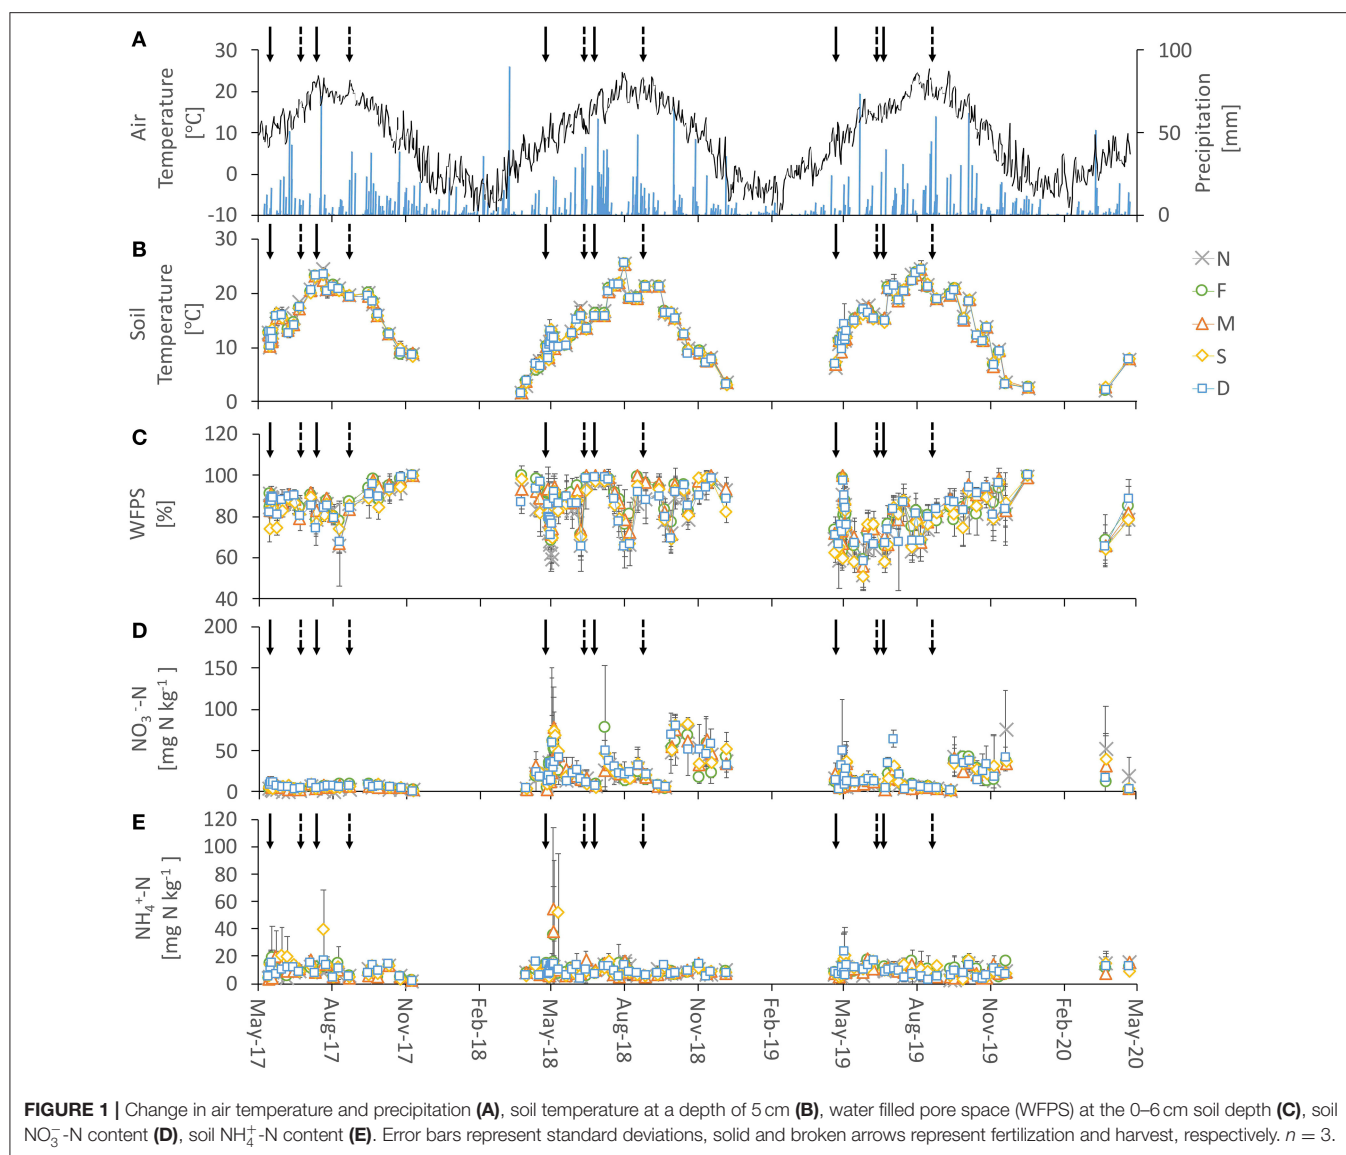 A
Air
Temperature
[°C]
30
20
10
0
-10
100
50
0
Precipitation
[mm]
B
Soil
Temperature
[°C]
30
20
10
0
N
F
M
S
D
C
WFPS
[%]
120
100
80
60
40
D
NO3⁻-N
[mg N kg⁻¹]
200
150
100
50
0
E
NH4⁺-N
[mg N kg⁻¹]
120
100
80
60
40
20
0
May-17
Aug-17
Nov-17
Feb-18
May-18
Aug-18
Nov-18
Feb-19
May-19
Aug-19
Nov-19
Feb-20
May-20
FIGURE 1 | Change in air temperature and precipitation (A), soil temperature at a depth of 5 cm (B), water filled pore space (WFPS) at the 0–6 cm soil depth (C), soil
NO3⁻-N content (D), soil NH4⁺-N content (E). Error bars represent standard deviations, solid and broken arrows represent fertilization and harvest, respectively. n = 3.